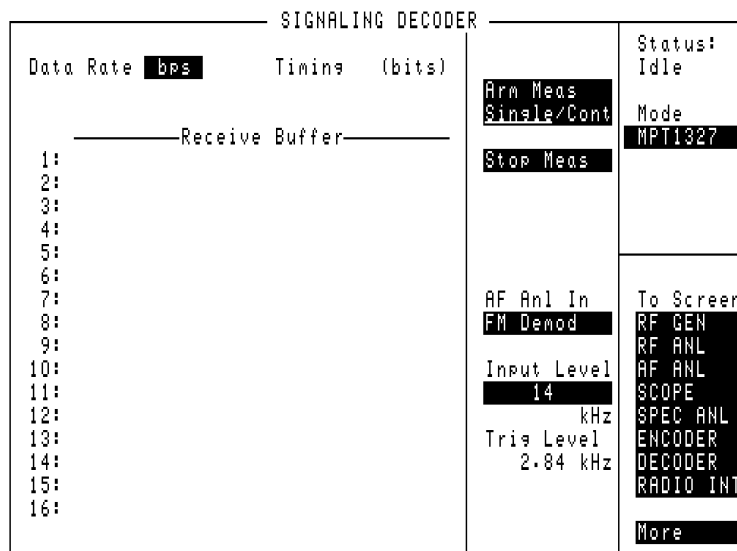 SIGNALING DECODER
Data Rate bps Timing (bits)
Receive Buffer
1:
2:
3:
4:
5:
6:
7:
8:
9:
10:
11:
12:
13:
14:
15:
16:
Arm Meas
Single/Cont
Stop Meas
AF Anl In
FM Demod
Input Level
14
kHz
Trig Level
2.84 kHz
Status:
Idle
Mode
MPT1327
To Screen
RF GEN
RF ANL
AF ANL
SCOPE
SPEC ANL
ENCODER
DECODER
RADIO INT
More